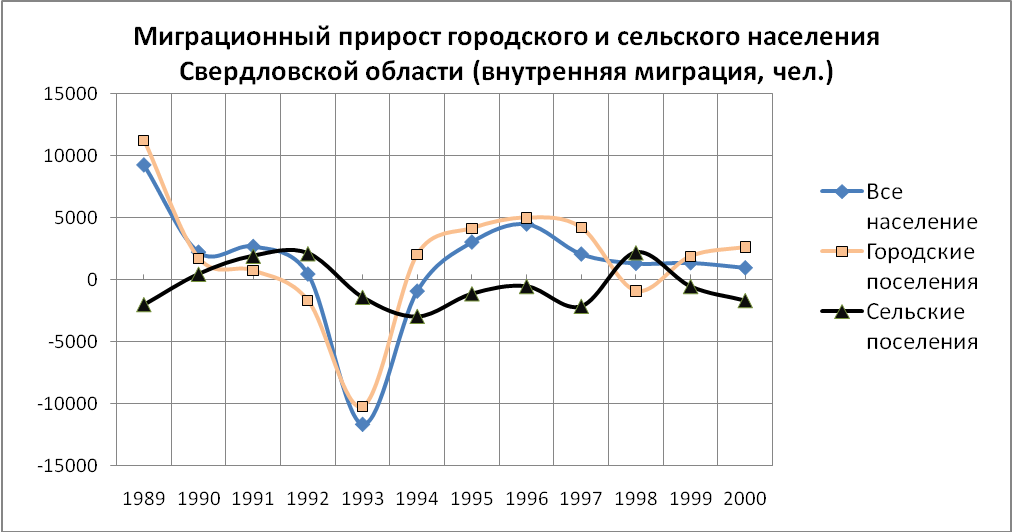 Миграционный прирост городского и сельского населения
Свердловской области (внутренняя миграция, чел.)
15000
10000
5000
0
-5000
-10000
-15000
1989 1990 1991 1992 1993 1994 1995 1996 1997 1998 1999 2000
Все
население
Городские
поселения
Сельские
поселения